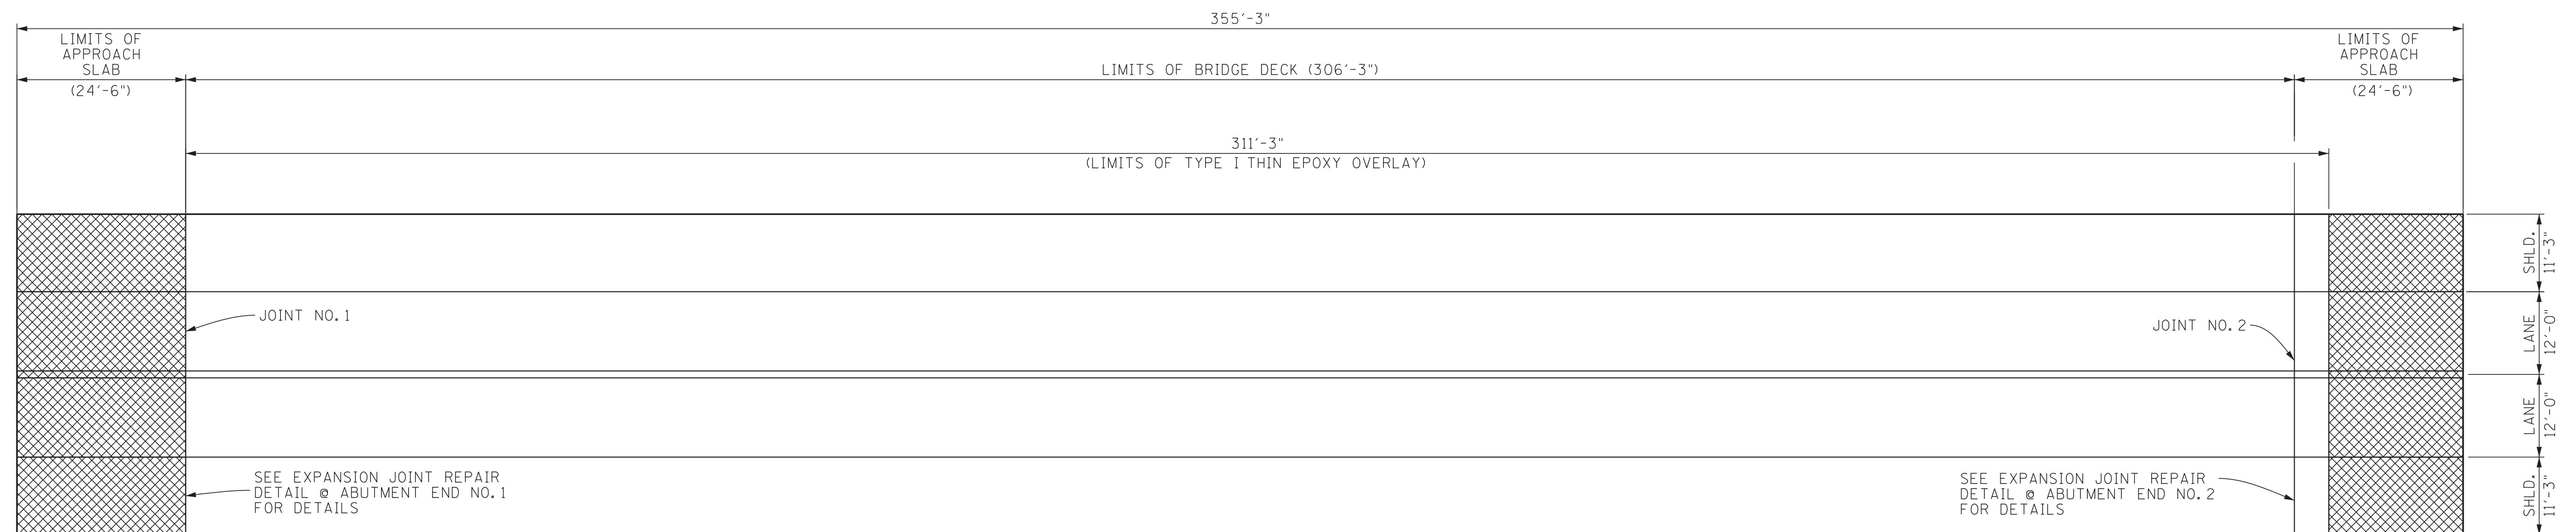 355'-3"
LIMITS OF
APPROACH
SLAB
(24'-6")
LIMITS OF BRIDGE DECK (306'-3")
LIMITS OF
APPROACH
SLAB
(24'-6")
311'-3"
(LIMITS OF TYPE I THIN EPOXY OVERLAY)
SHLD.
11'-3"
JOINT NO. 1
JOINT NO. 2
LANE
12'-0"
LANE
12'-0"
SEE EXPANSION JOINT REPAIR
DETAIL @ ABUTMENT END NO. 1
FOR DETAILS
SEE EXPANSION JOINT REPAIR
DETAIL @ ABUTMENT END NO. 2
FOR DETAILS
SHLD.
11'-3"